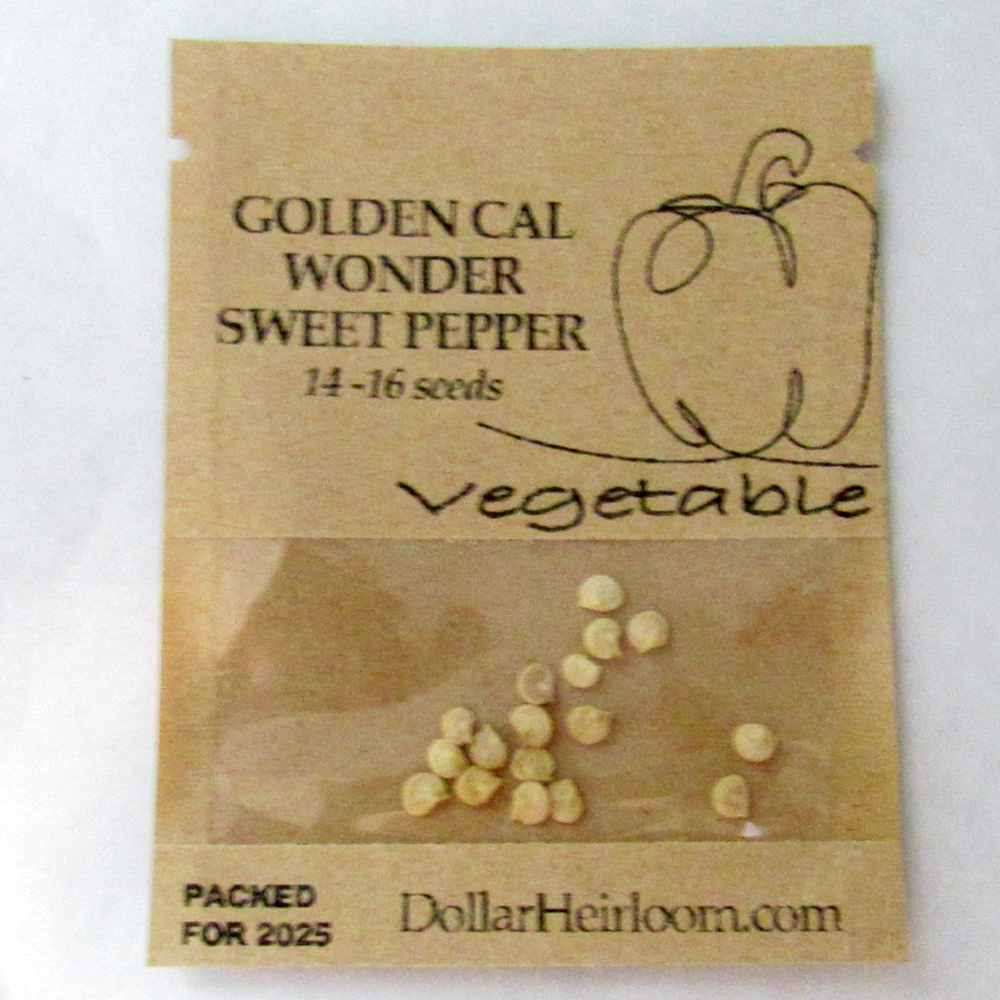 GOLDEN CAL
WONDER
SWEET PEPPER
14 -16 seeds
vegetable
PACKED
FOR 2025
DollarHeirloom.com